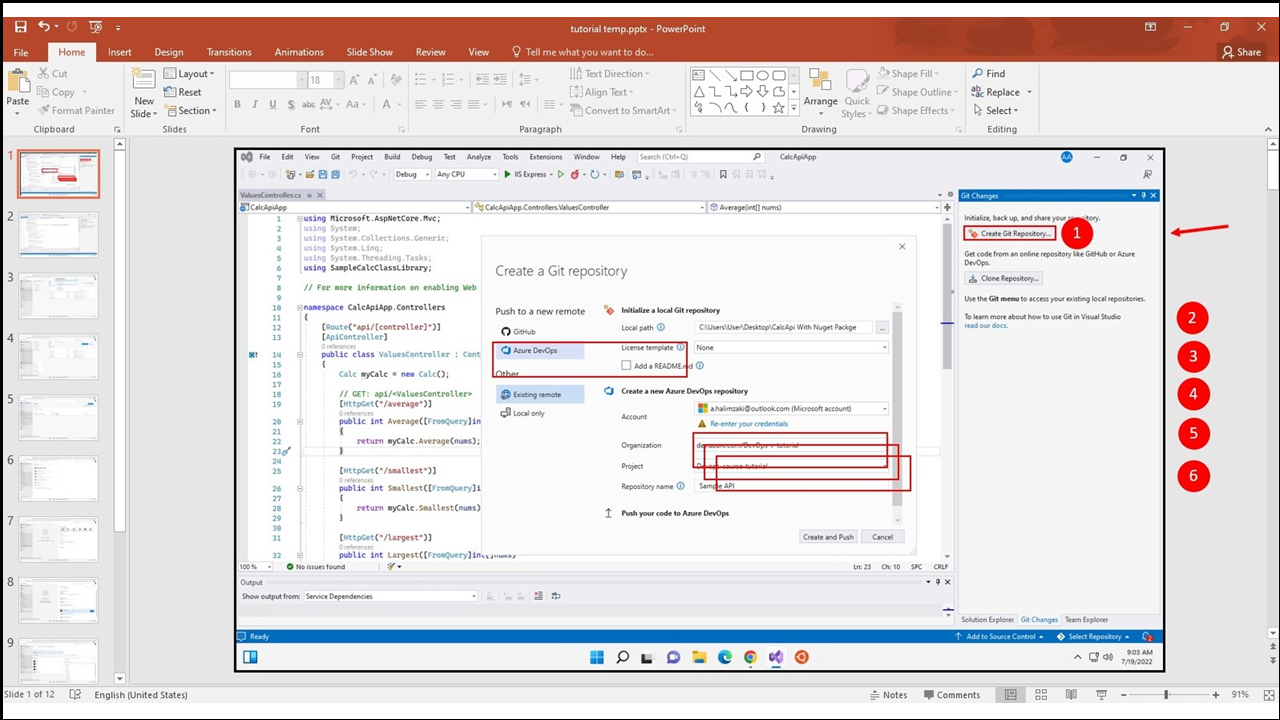 tutorial temp.pptx - PowerPoint
File Home Insert Design Transitions Animations Slide Show Review View Tell me what you want to do... Share
Paste
Cut
Copy
Format Painter
Clipboard
New Slide
Layout
Reset
Section
Slides
18
B I U S abc AV Aa A
Font
Text Direction
Align Text
Convert to SmartArt
Paragraph
Arrange
Quick Styles
Shape Fill
Shape Outline
Shape Effects
Drawing
Find
Replace
Select
Editing
1
2
3
4
5
6
7
8
9
File Edit View Git Project Build Debug Test Analyze Tools Extensions Window Help Search (Ctrl+Q) CalcApiApp AA
Debug Any CPU IIS Express
ValuesController.cs
CalcApiApp CalcApiApp.Controllers.ValuesController Average(int[] nums)
1 using Microsoft.AspNetCore.Mvc;
2 using System;
3 using System.Collections.Generic;
4 using System.Linq;
5 using System.Threading.Tasks;
6 using SampleCalcClassLibrary;
7
8 // For more information on enabling Web
9
10 namespace CalcApiApp.Controllers
11 {
12 [Route("api/[controller]")]
13 [ApiController]
0 references
14 public class ValuesController : Cont
15 {
16 Calc myCalc = new Calc();
17
18 // GET: api/<ValuesController>
19 [HttpGet("/average")]
0 references
20 public int Average([FromQuery]int
21 {
22 return myCalc.Average(nums);
23 }
24
25 [HttpGet("/smallest")]
0 references
26 public int Smallest([FromQuery]in
27 {
28 return myCalc.Smallest(nums)
29 }
30
31 [HttpGet("/largest")]
0 references
32 public int Largest([FromQuery]int[]nums)
Create a Git repository
Push to a new remote
GitHub
Azure DevOps
Other
Existing remote
Local only
Initialize a local Git repository
Local path C:\Users\User\Desktop\CalcApi With Nuget Packge ...
License template None
Add a README.md
Create a new Azure DevOps repository
Account a.halimzaki@outlook.com (Microsoft account)
Re-enter your credentials
Organization
Project Devops-source-tutorial
Repository name Sample API
Push your code to Azure DevOps
Create and Push Cancel
Git Changes
Initialize, back up, and share your repository.
Create Git Repository... 1
Get code from an online repository like GitHub or Azure
DevOps.
Clone Repository...
Use the Git menu to access your existing local repositories.
To learn more about how to use Git in Visual Studio
read our docs.
2
3
4
5
6
100 % No issues found Ln: 23 Ch: 10 SPC CRLF
Output
Show output from: Service Dependencies
Solution Explorer Git Changes Team Explorer
Ready Add to Source Control Select Repository 2
9:03 AM
7/19/2022
Slide 1 of 12 English (United States) Notes Comments 91%